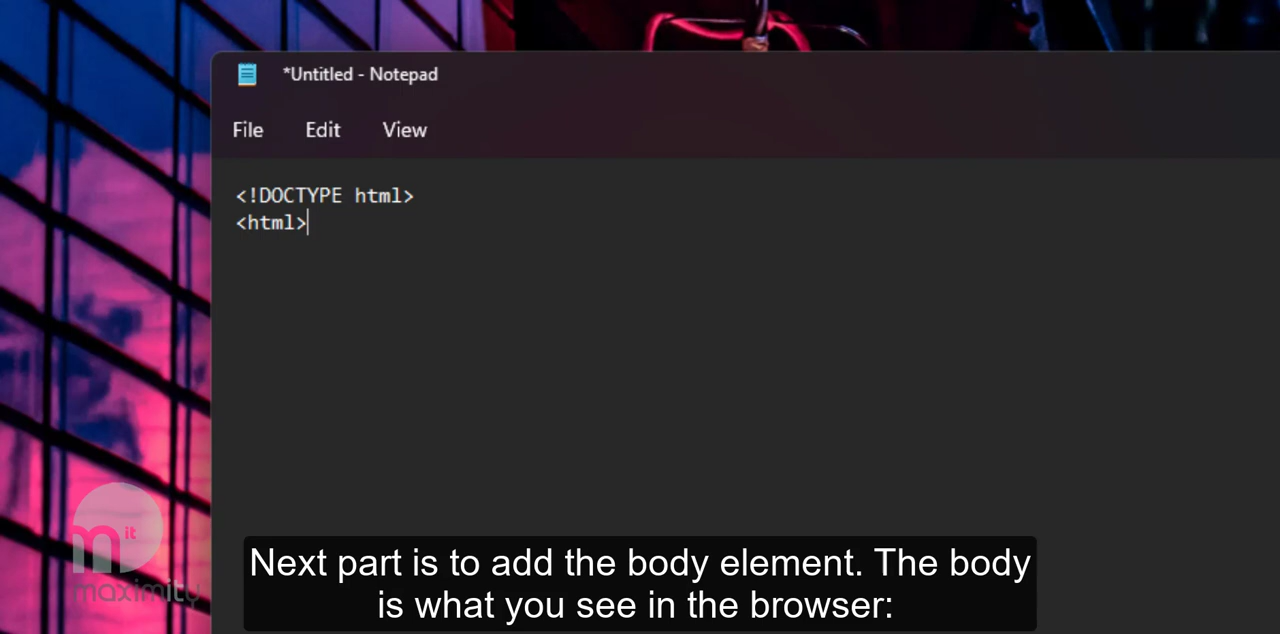 *Untitled - Notepad
File Edit View
<!DOCTYPE html>
<html>
m it
maximity
Next part is to add the body element. The body
is what you see in the browser: